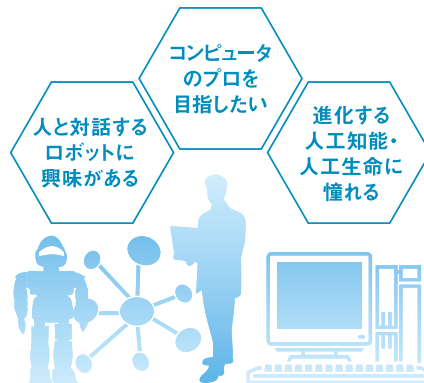 人と対話する
ロボットに
興味がある
コンピュータ
のプロを
目指したい
進化する
人工知能・
人工生命に
憧れる